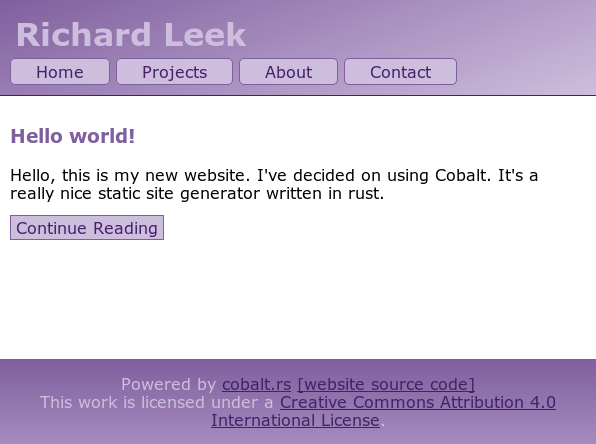 Richard Leek
Home Projects About Contact
Hello world!
Hello, this is my new website. I've decided on using Cobalt. It's a
really nice static site generator written in rust.
Continue Reading
Powered by cobalt.rs [website source code]
This work is licensed under a Creative Commons Attribution 4.0
International License.